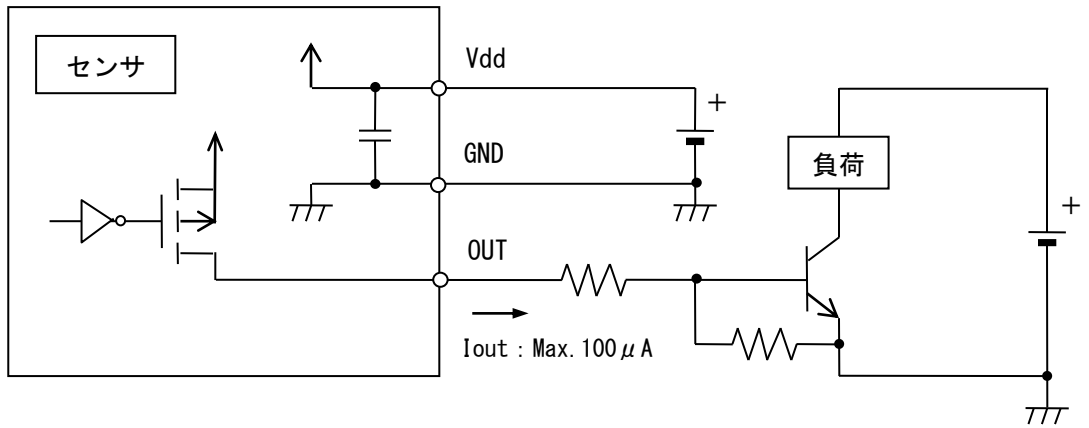 センサ
Vdd
+
GND
負荷
+
OUT
Iout：Max.100μA